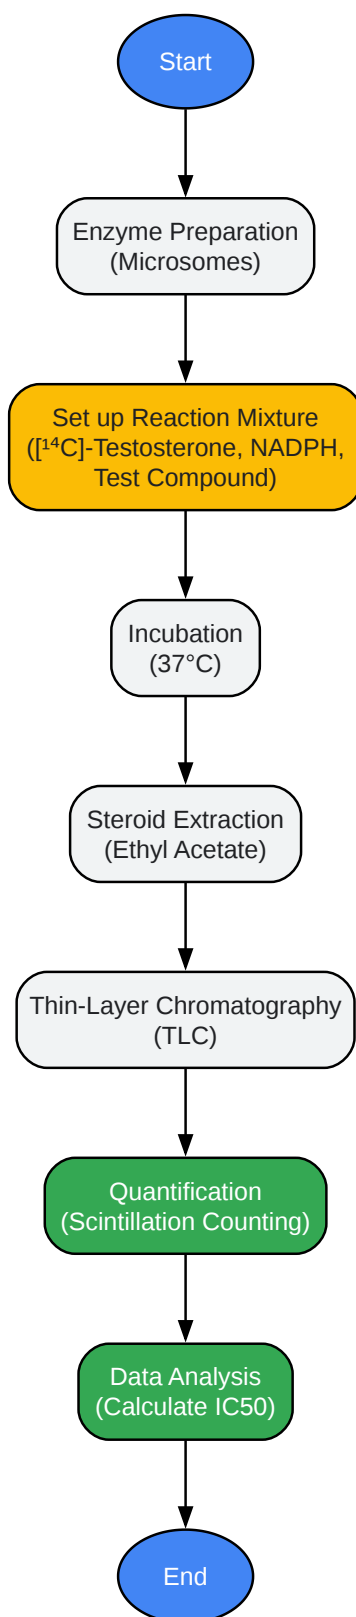 Start
Enzyme Preparation
(Microsomes)
Set up Reaction Mixture
([¹⁴C]-Testosterone, NADPH,
Test Compound)
Incubation
(37°C)
Steroid Extraction
(Ethyl Acetate)
Thin-Layer Chromatography
(TLC)
Quantification
(Scintillation Counting)
Data Analysis
(Calculate IC50)
End